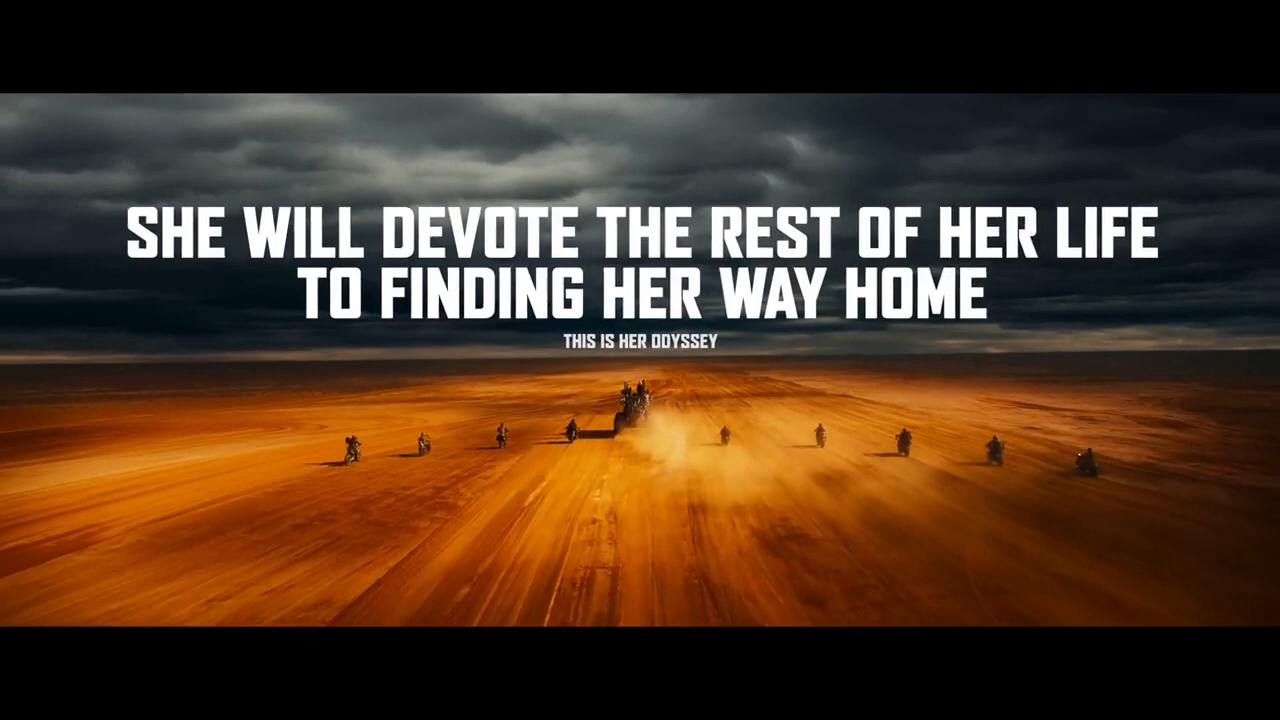 SHE WILL DEVOTE THE REST OF HER LIFE
TO FINDING HER WAY HOME
THIS IS HER ODYSSEY